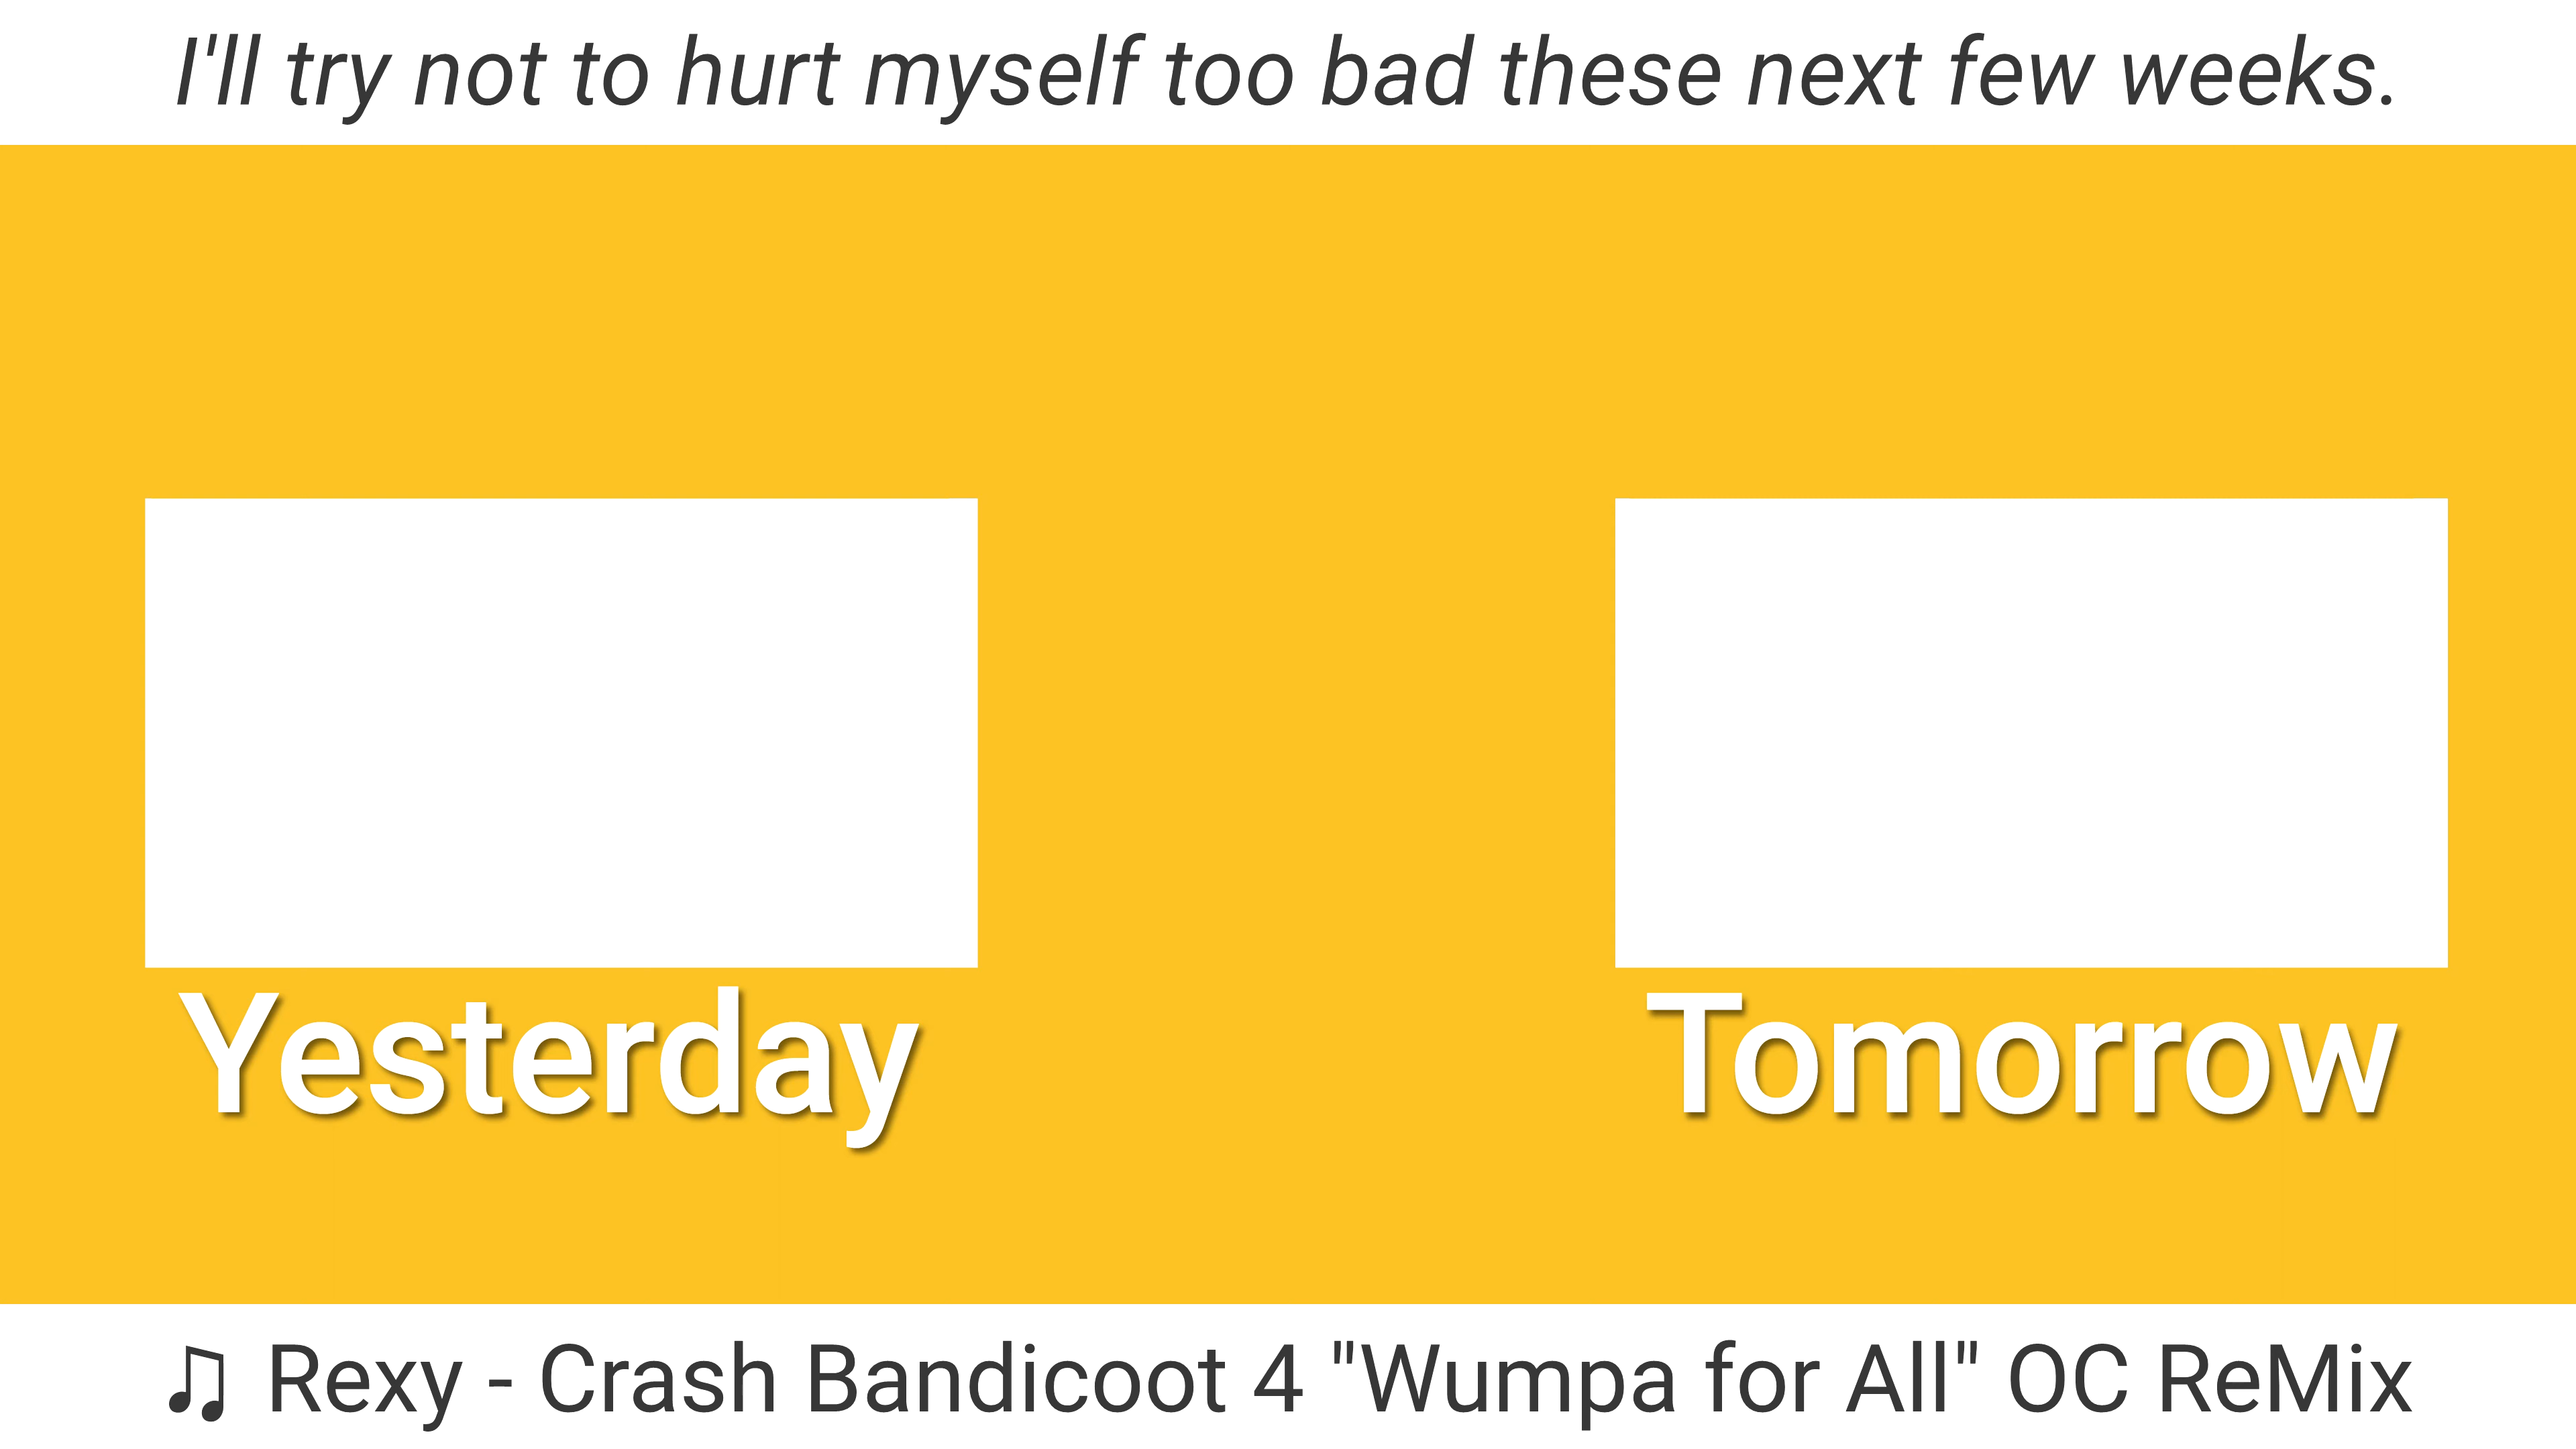 I'll try not to hurt myself too bad these next few weeks.
Yesterday
Tomorrow
♫ Rexy - Crash Bandicoot 4 "Wumpa for All" OC ReMix